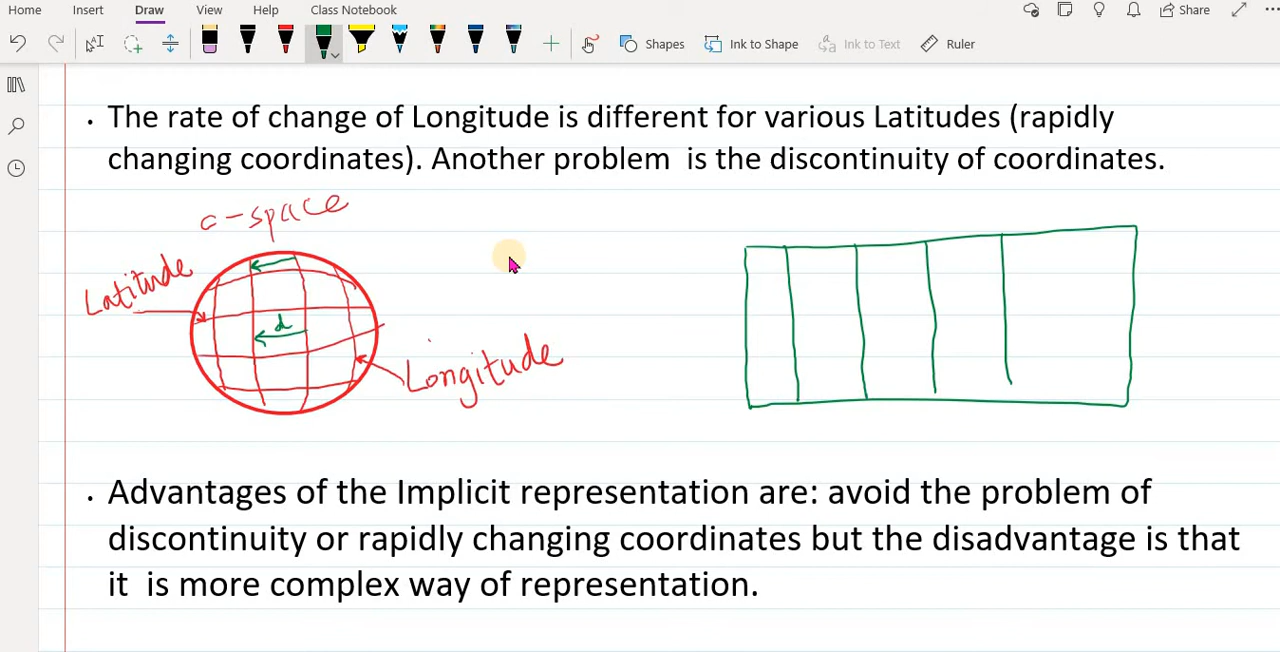 Home Insert Draw View Help Class Notebook Share
Shapes Ink to Shape Ink to Text Ruler
. The rate of change of Longitude is different for various Latitudes (rapidly
changing coordinates). Another problem is the discontinuity of coordinates.
c-space
Latitude
d
Longitude
. Advantages of the Implicit representation are: avoid the problem of
discontinuity or rapidly changing coordinates but the disadvantage is that
it is more complex way of representation.